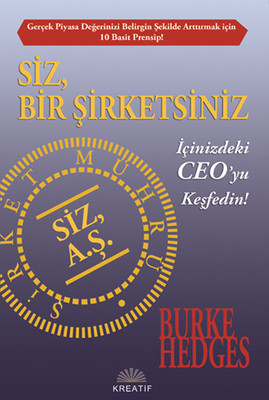 Gerçek Piyasa Değerinizi Belirgin Şekilde Arttırmak için
10 Basit Prensip!
SİZ,
BİR ŞİRKETSİNİZ
İçinizdeki
CEO'yu
Keşfedin!
ŞİRKET MÜHRÜ
SİZ,
A.Ş.
BURKE
HEDGES
KREATİF